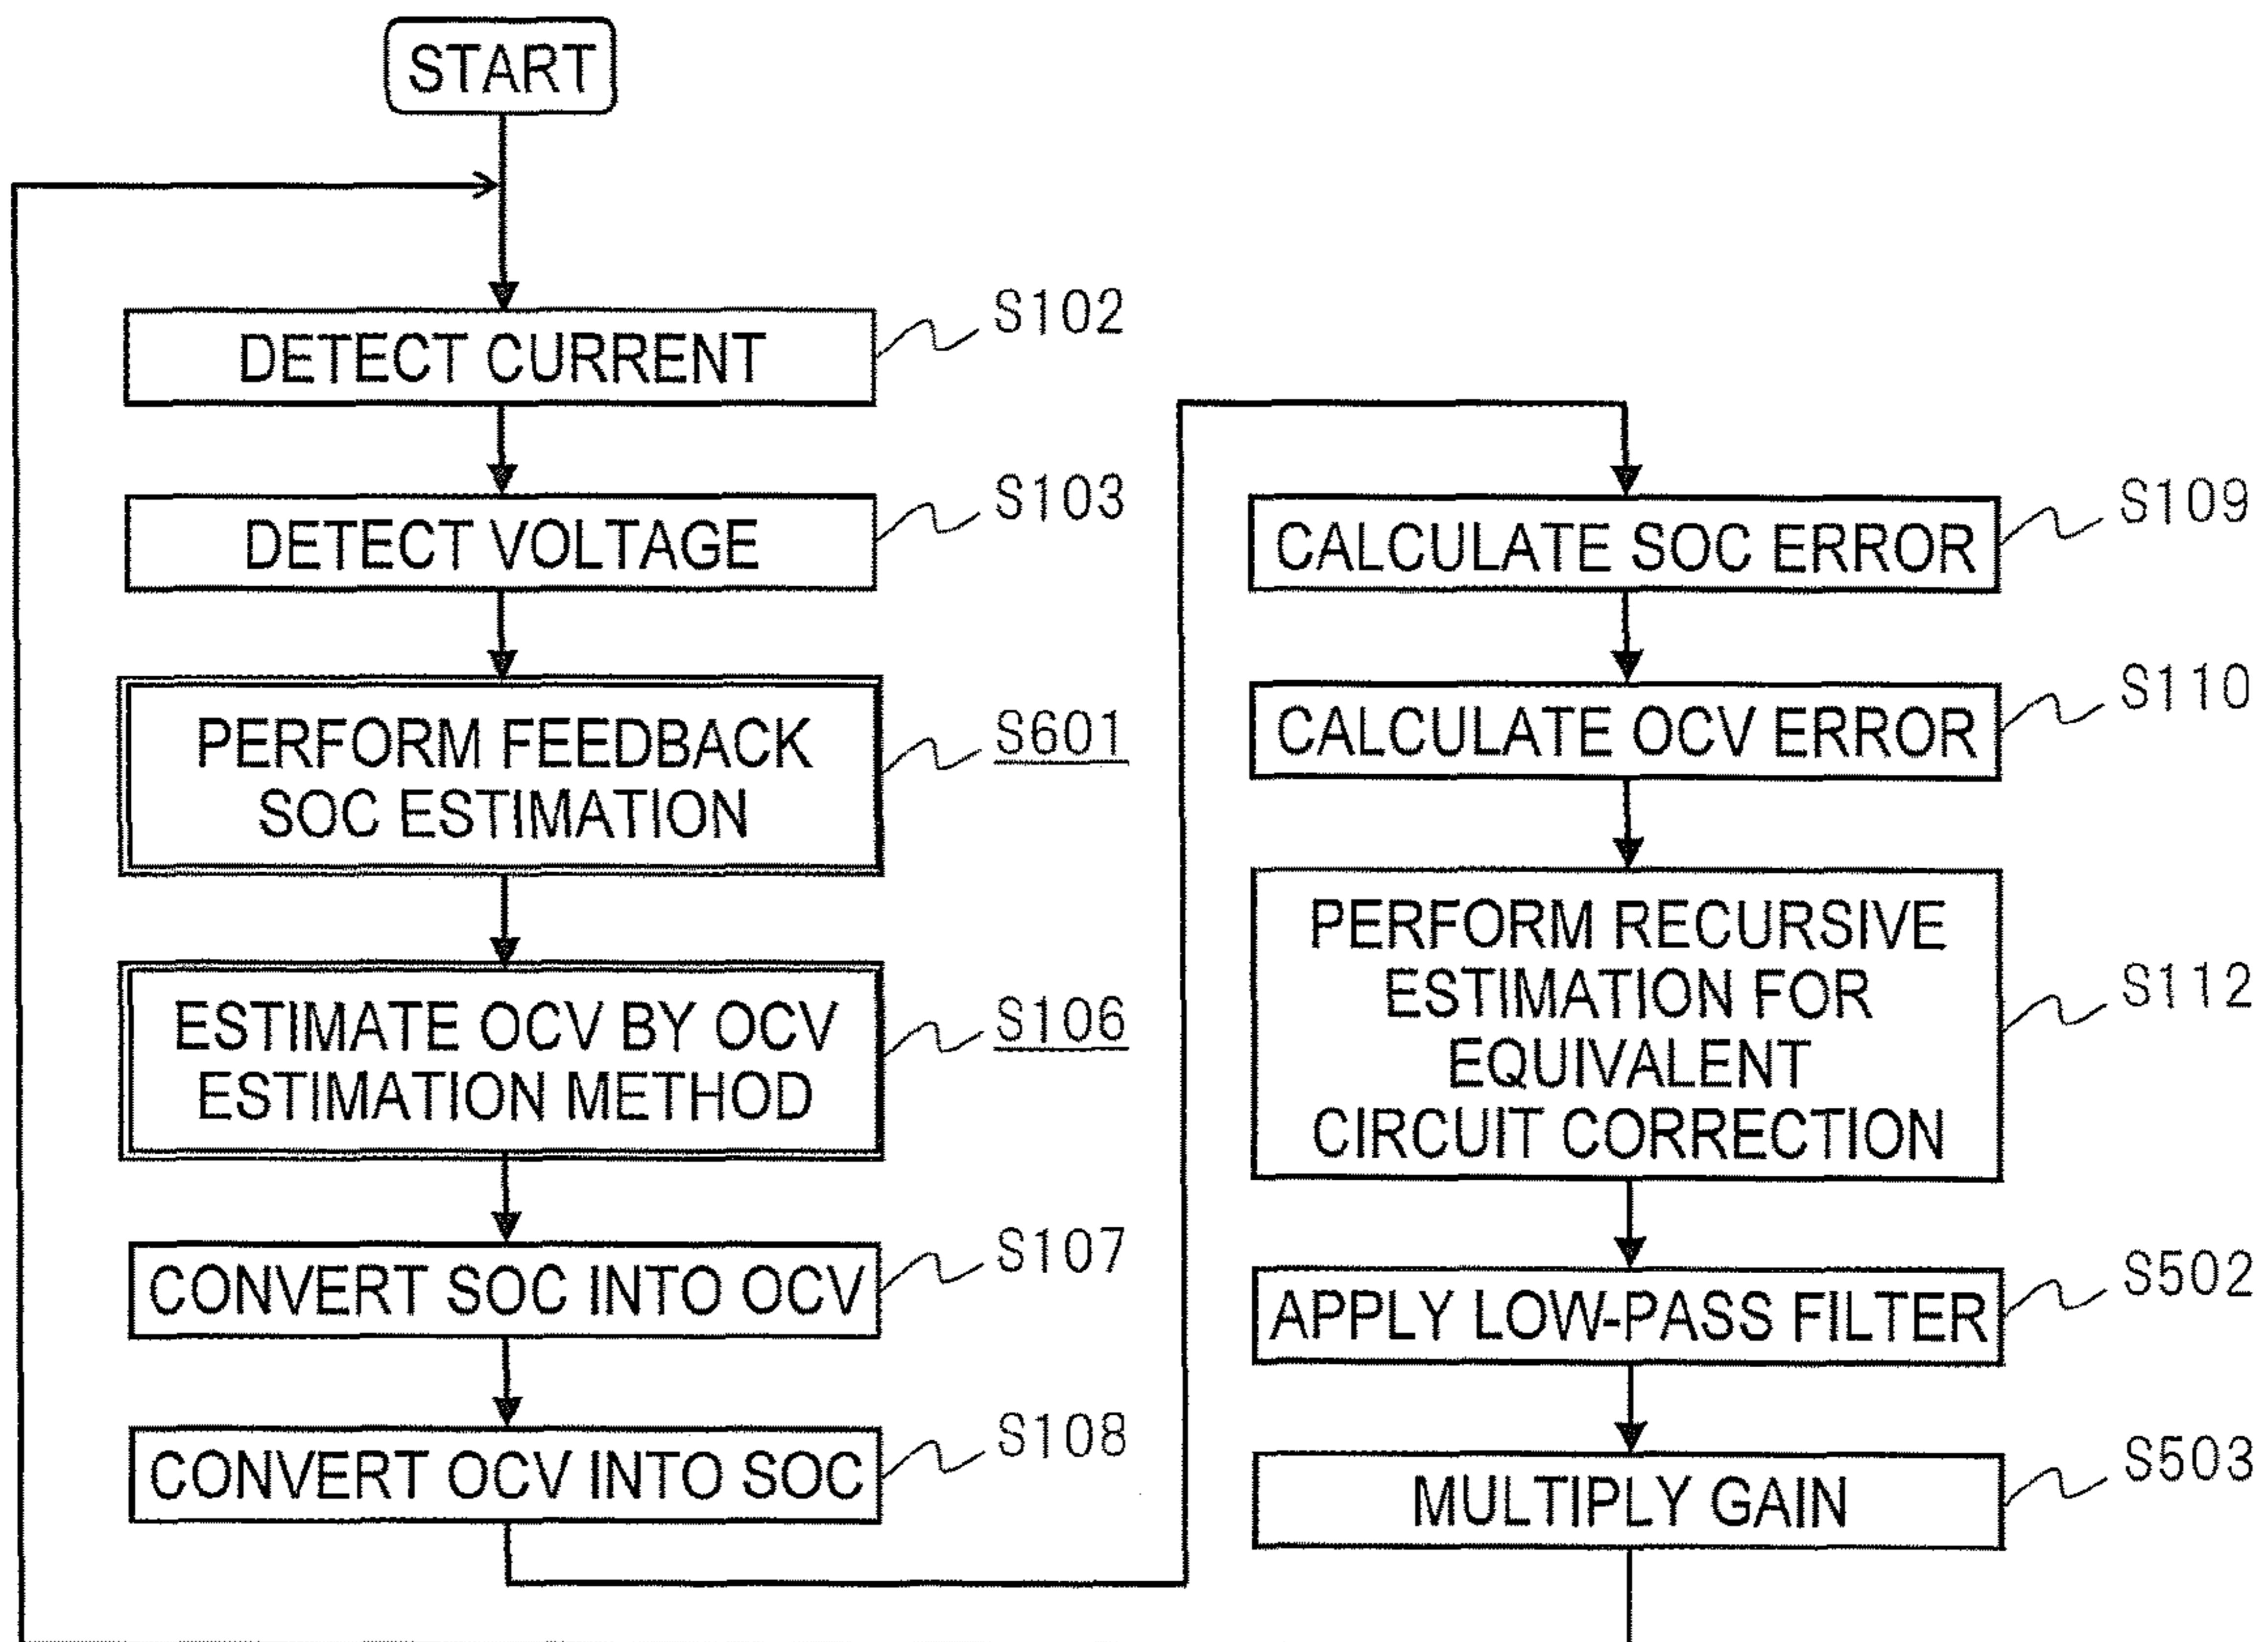 START
DETECT CURRENT
S102
DETECT VOLTAGE
S103
PERFORM FEEDBACK
SOC ESTIMATION
S601
ESTIMATE OCV BY OCV
ESTIMATION METHOD
S106
CONVERT SOC INTO OCV
S107
CONVERT OCV INTO SOC
S108
CALCULATE SOC ERROR
S109
CALCULATE OCV ERROR
S110
PERFORM RECURSIVE
ESTIMATION FOR
EQUIVALENT
CIRCUIT CORRECTION
S112
APPLY LOW-PASS FILTER
S502
MULTIPLY GAIN
S503